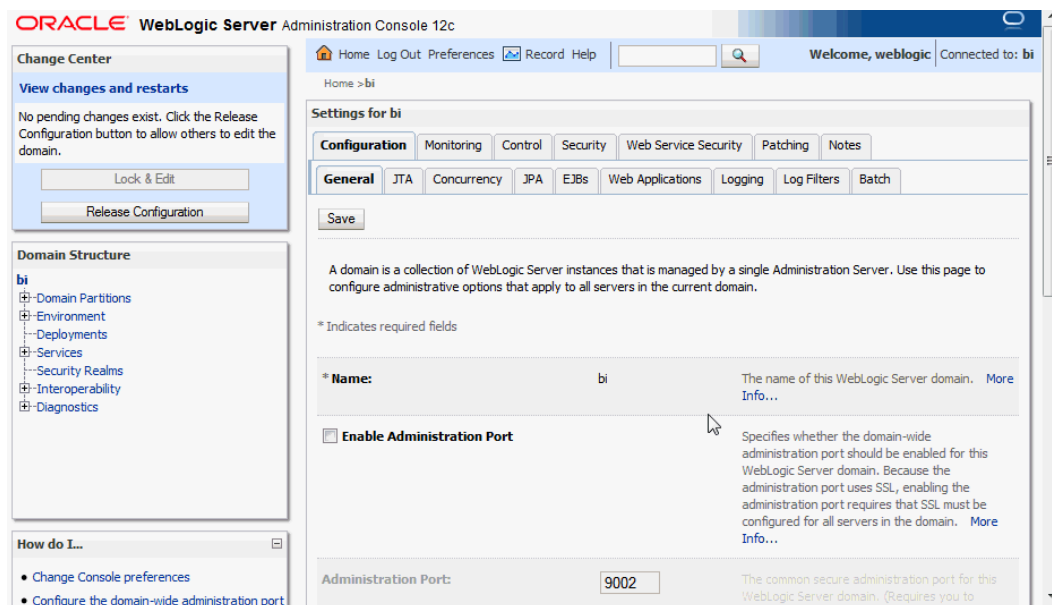 ORACLE WebLogic Server Administration Console 12c
Change Center
View changes and restarts
No pending changes exist. Click the Release
Configuration button to allow others to edit the
domain.
Lock & Edit
Release Configuration
Domain Structure
bi
Domain Partitions
Environment
Deployments
Services
Security Realms
Interoperability
Diagnostics
How do I...
Change Console preferences
Configure the domain-wide administration port
Home Log Out Preferences Record Help
Welcome, weblogic Connected to: bi
Home >bi
Settings for bi
Configuration Monitoring Control Security Web Service Security Patching Notes
General JTA Concurrency JPA EJBs Web Applications Logging Log Filters Batch
Save
A domain is a collection of WebLogic Server instances that is managed by a single Administration Server. Use this page to
configure administrative options that apply to all servers in the current domain.
* Indicates required fields
* Name: bi
The name of this WebLogic Server domain. More
Info...
Enable Administration Port
Specifies whether the domain-wide
administration port should be enabled for this
WebLogic Server domain. Because the
administration port uses SSL, enabling the
administration port requires that SSL must be
configured for all servers in the domain. More
Info...
Administration Port: 9002
The common secure administration port for this
WebLogic Server domain. (Requires you to